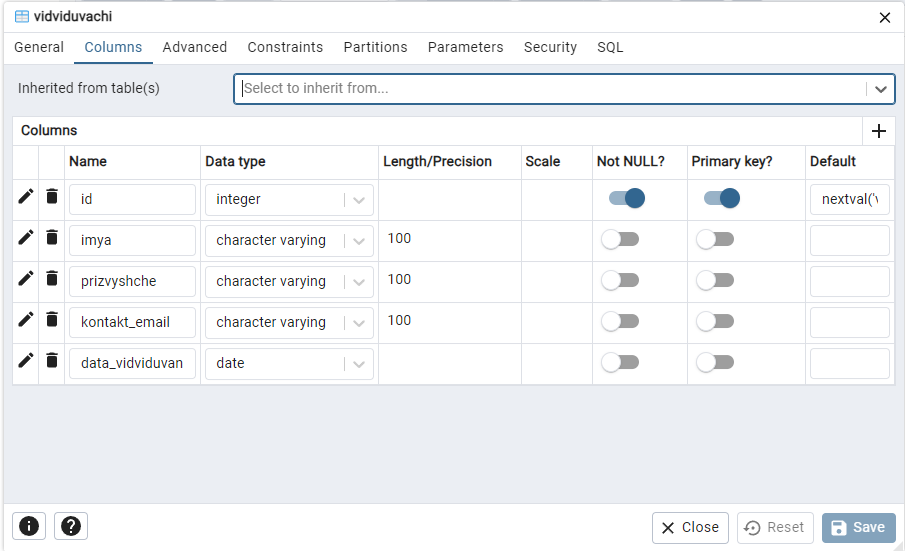 vidviduvachi
General Columns Advanced Constraints Partitions Parameters Security SQL
Inherited from table(s) Select to inherit from...
Columns
Name Data type Length/Precision Scale Not NULL? Primary key? Default
id integer nextval('
imya character varying 100
prizvyshche character varying 100
kontakt_email character varying 100
data_vidviduvan date
Close Reset Save